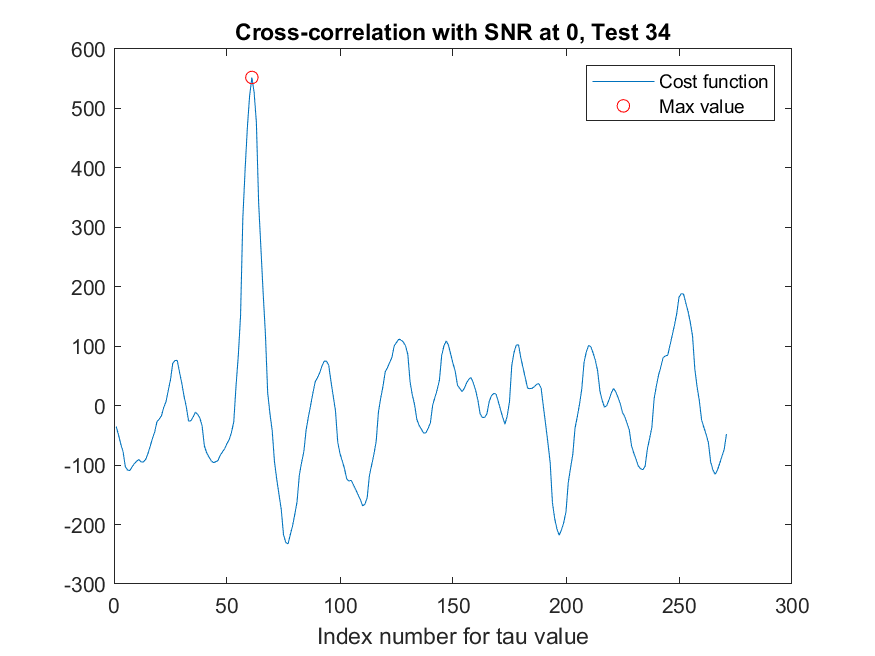 Cross-correlation with SNR at 0, Test 34
600
500
400
300
200
100
0
-100
-200
-300
0 50 100 150 200 250 300
Index number for tau value
Cost function
Max value